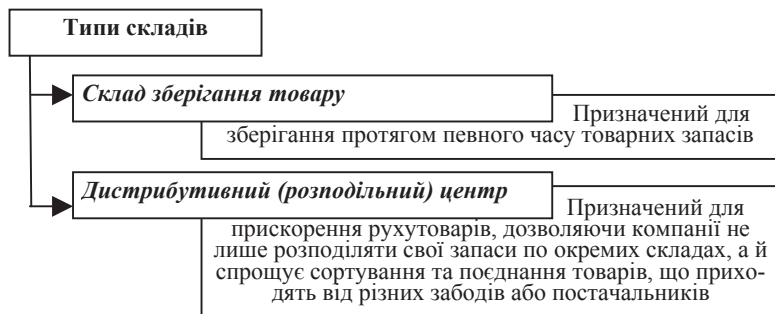 Типи складів
Склад зберігання товару
Призначений для
зберігання протягом певного часу товарних запасів
Дистрибутивний (розподільний) центр
Призначений для
прискорення рухутоварів, дозволяючи компанії не
лише розподіляти свої запаси по окремих складах, а й
спрощує сортування та поєднання товарів, що прихо-
дять від різних забодів або постачальників